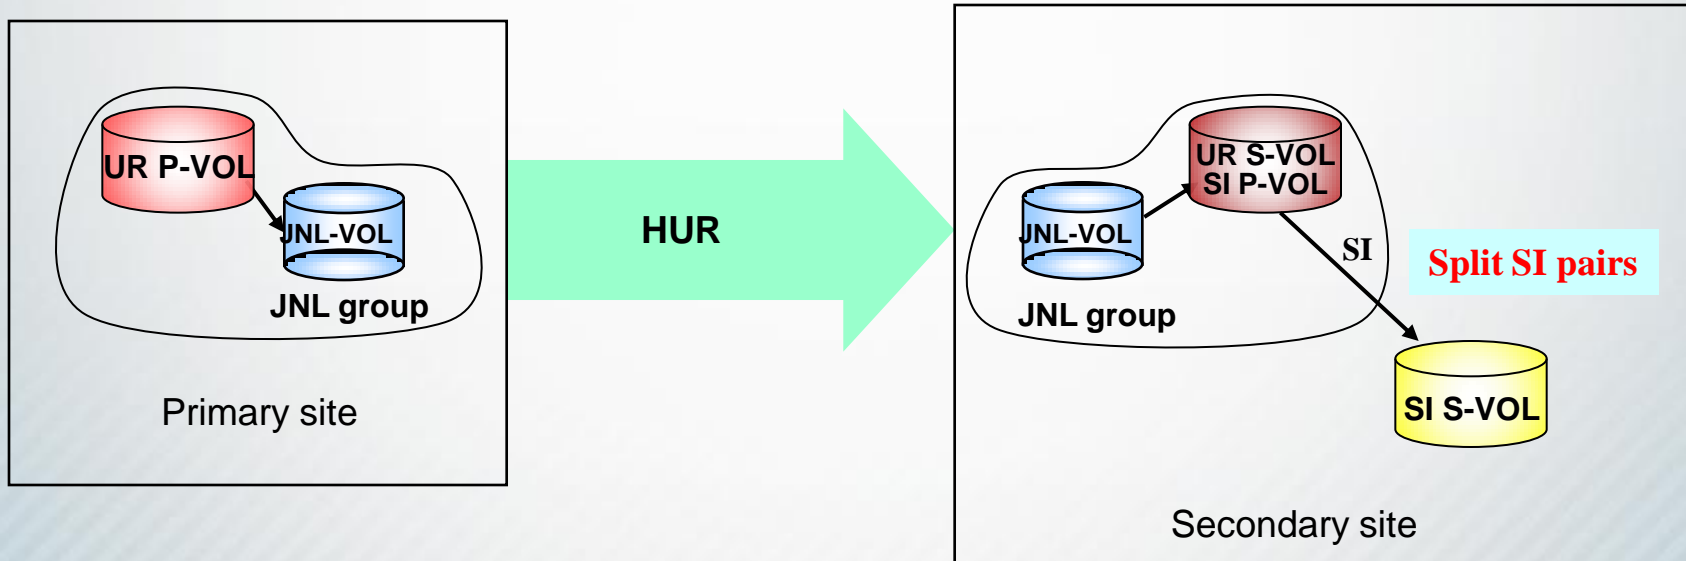 UR P-VOL
JNL-VOL
JNL group
Primary site
HUR
UR S-VOL
SI P-VOL
JNL-VOL
SI
Split SI pairs
JNL group
SI S-VOL
Secondary site